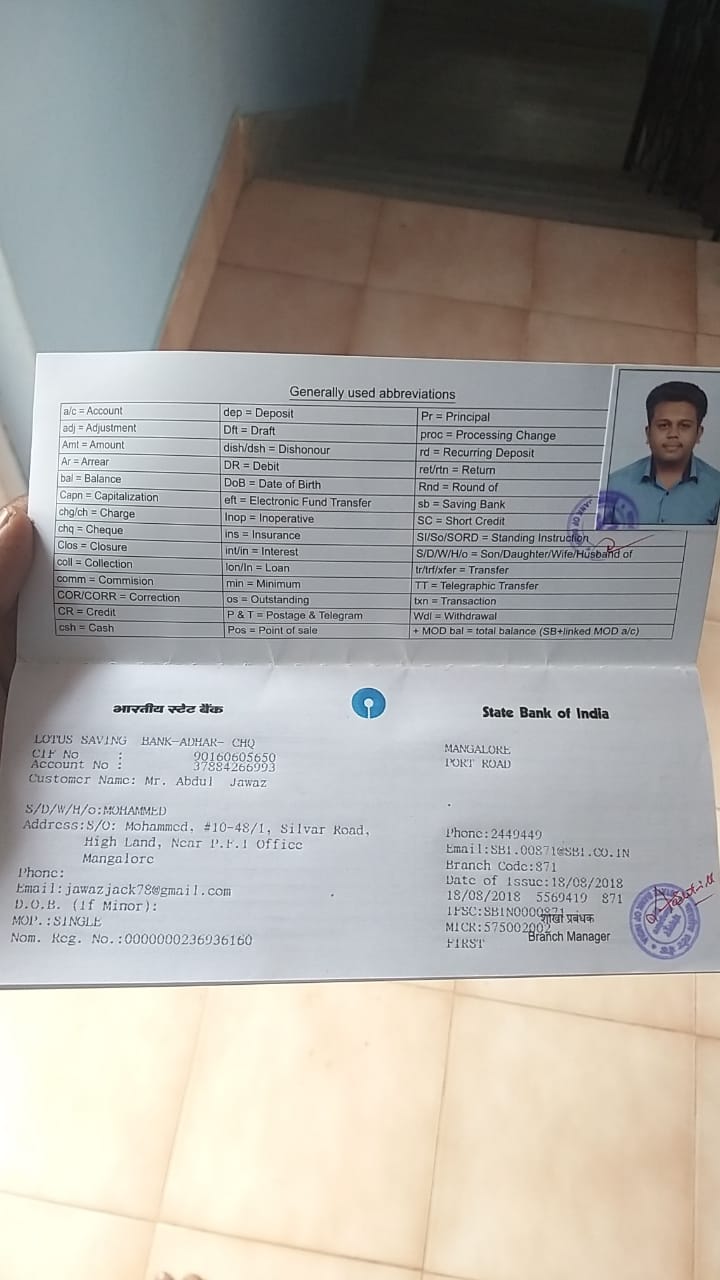 Generally used abbreviations
a/c = Account dep = Deposit Pr = Principal
adj = Adjustment Dft = Draft proc = Processing Change
Amt = Amount dish/dsh = Dishonour rd = Recurring Deposit
Ar = Arrear DR = Debit ret/rtn = Return
bal = Balance DoB = Date of Birth Rnd = Round of
Capn = Capitalization eft = Electronic Fund Transfer sb = Saving Bank
chg/ch = Charge Inop = Inoperative SC = Short Credit
chq = Cheque ins = Insurance SI/So/SORD = Standing Instruction
Clos = Closure int/in = Interest S/D/W/H/o = Son/Daughter/Wife/Husband of
coll = Collection lon/ln = Loan tr/trf/xfer = Transfer
comm = Commision min = Minimum TT = Telegraphic Transfer
COR/CORR = Correction os = Outstanding txn = Transaction
CR = Credit P & T = Postage & Telegram Wdl = Withdrawal
csh = Cash Pos = Point of sale + MOD bal = total balance (SB+linked MOD a/c)
भारतीय स्टेट बैंक State Bank of India
LOTUS SAVING BANK-ADHAR- CHQ
CIF No : 90160605650
Account No : 37884266993
Customer Name: Mr. Abdul Jawaz
S/D/W/H/o:MOHAMMED
Address:S/O: Mohammed, #10-48/1, Silvar Road,
High Land, Near P.F.I Office
Mangalore
Phone:
Email:jawazjack78@gmail.com
D.O.B. (If Minor):
MOP.:SINGLE
Nom. Reg. No.:0000000236936160
MANGALORE
PORT ROAD
Phone:2449449
Email:SBI.00871@SBI.CO.IN
Branch Code:871
Date of Issue:18/08/2018
18/08/2018 5569419 871
IFSC:SBIN0000871
शाखा प्रबंधक
MICR:575002002
Branch Manager
FIRST